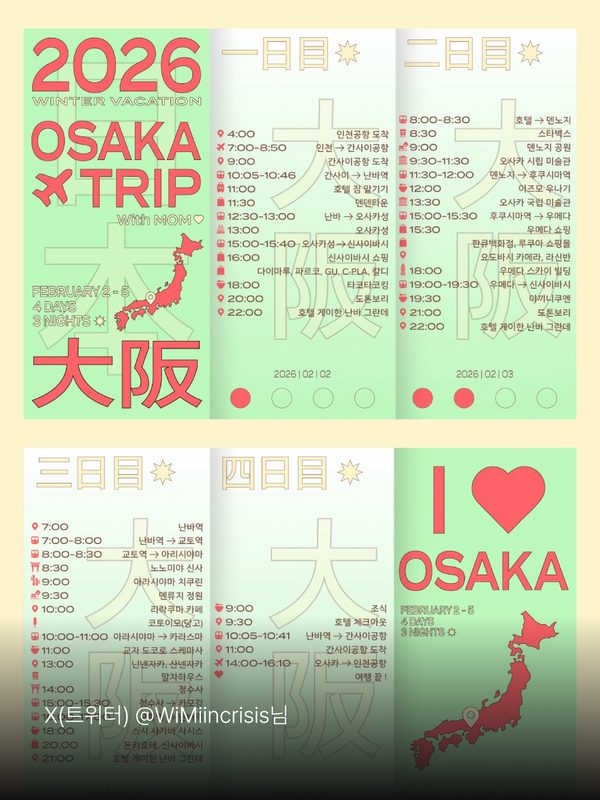 2026
WINTER VACATION
OSAKA
TRIP
With MOM
FEBRUARY 2 - 5
4 DAYS
3 NIGHTS
日本
大阪
一日目
大阪
4:00 인천공항 도착
7:00-8:50 인천 → 간사이공항
9:00 간사이공항 도착
10:05-10:46 간사이 → 난바역
11:00 호텔 짐 맡기기
11:30 덴덴타운
12:30-13:00 난바 → 오사카성
13:00 오사카성
15:00-15:40 오사카성 → 신사이바시
16:00 신사이바시 쇼핑
다이마루, 파르코, GU, C-PLA, 칼디
18:00 타코타코킹
20:00 도톤보리
22:00 호텔 게이한 난바 그란데
2026 | 02 | 02
二日目
大阪
8:00-8:30 호텔 → 덴노지
8:30 스타벅스
9:00 덴노지 공원
9:30-11:30 오사카 시립 미술관
11:30-12:00 덴노지 → 후쿠시마역
12:00 이즈모 우나기
13:30 오사카 국립 미술관
15:00-15:30 후쿠시마역 → 우메다
15:30 우메다 쇼핑
한큐백화점, 루쿠아 쇼핑몰
요도바시 카메라, 라신반
18:00 우메다 스카이 빌딩
19:00-19:30 우메다 → 신사이바시
19:30 야끼니쿠엔
21:00 도톤보리
22:00 호텔 게이한 난바 그란데
2026 | 02 | 03
三日目
大阪
7:00 난바역
7:00-8:00 난바역 → 교토역
8:00-8:30 교토역 → 아리시야마
8:30 노노미야 신사
9:00 아라시야마 치쿠린
9:30 덴류지 정원
10:00 리락쿠마 카페
코토이모(당고)
10:00-11:00 아라시야마 → 카라스마
11:00 교자 도코로 스케마사
13:00 닌넨자카, 산넨자카
말차하우스
14:00 청수사
15:00-15:30 청수사 → 카모강
18:00 스시 사카바 사시스
20:00 돈키호테, 신사이바시
21:00 호텔 게이한 난바 그란데
四日目
大阪
9:00 조식
9:30 호텔 체크아웃
10:05-10:41 난바역 → 간사이공항
11:00 간사이공항 도착
14:00-16:10 오사카 → 인천공항
여행 끝 !
I
OSAKA
FEBRUARY 2 - 5
4 DAYS
3 NIGHTS
X(트위터) @WiMiincrisis님